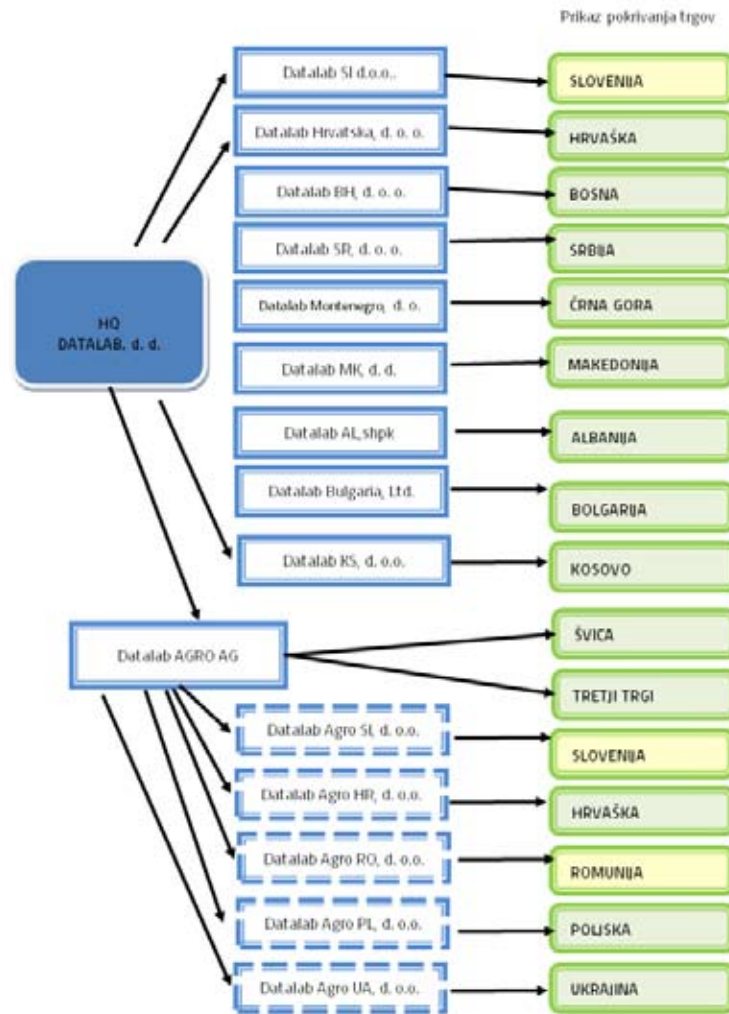 Prikaz pokrivanja trgov
Datalab SI d.o.o..
SLOVENIJA
Datalab Hrvatska, d. o. o.
HRVAŠKA
Datalab BH, d. o. o.
BOSNA
Datalab SR, d. o. o.
SRBIJA
HQ
DATALAB, d. d.
Datalab Montenegro, d. o.
ČRNA GORA
Datalab MK, d. d.
MAKEDONIJA
Datalab AL,shpk
ALBANIJA
Datalab Bulgaria, Ltd.
BOLGARIJA
Datalab KS, d. o.o.
KOSOVO
Datalab AGRO AG
ŠVICA
TRETJI TRGI
Datalab Agro SI, d. o.o.
SLOVENIJA
Datalab Agro HR, d. o.o.
HRVAŠKA
Datalab Agro RO, d. o.o.
ROMUNIJA
Datalab Agro PL, d. o.o.
POLJSKA
Datalab Agro UA, d. o.o.
UKRAJINA